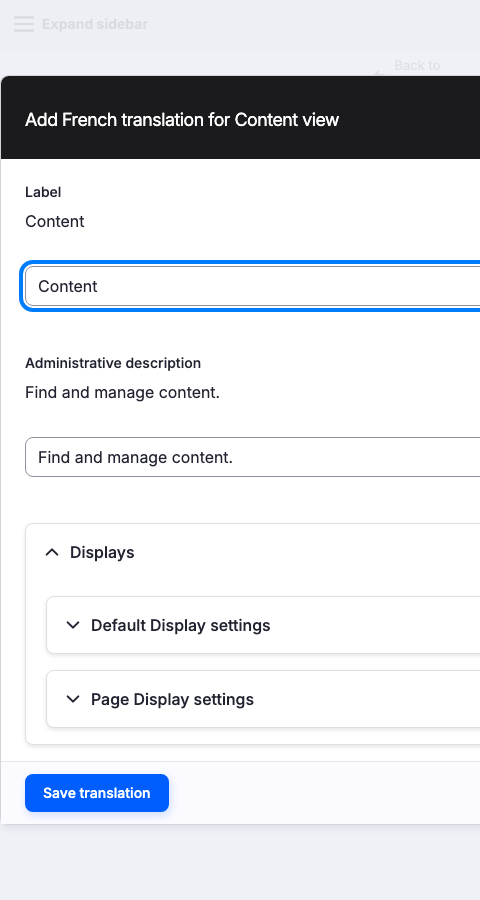 Expand sidebar
Back to
Add French translation for Content view
Label
Content
Content
Administrative description
Find and manage content.
Find and manage content.
Displays
Default Display settings
Page Display settings
Save translation